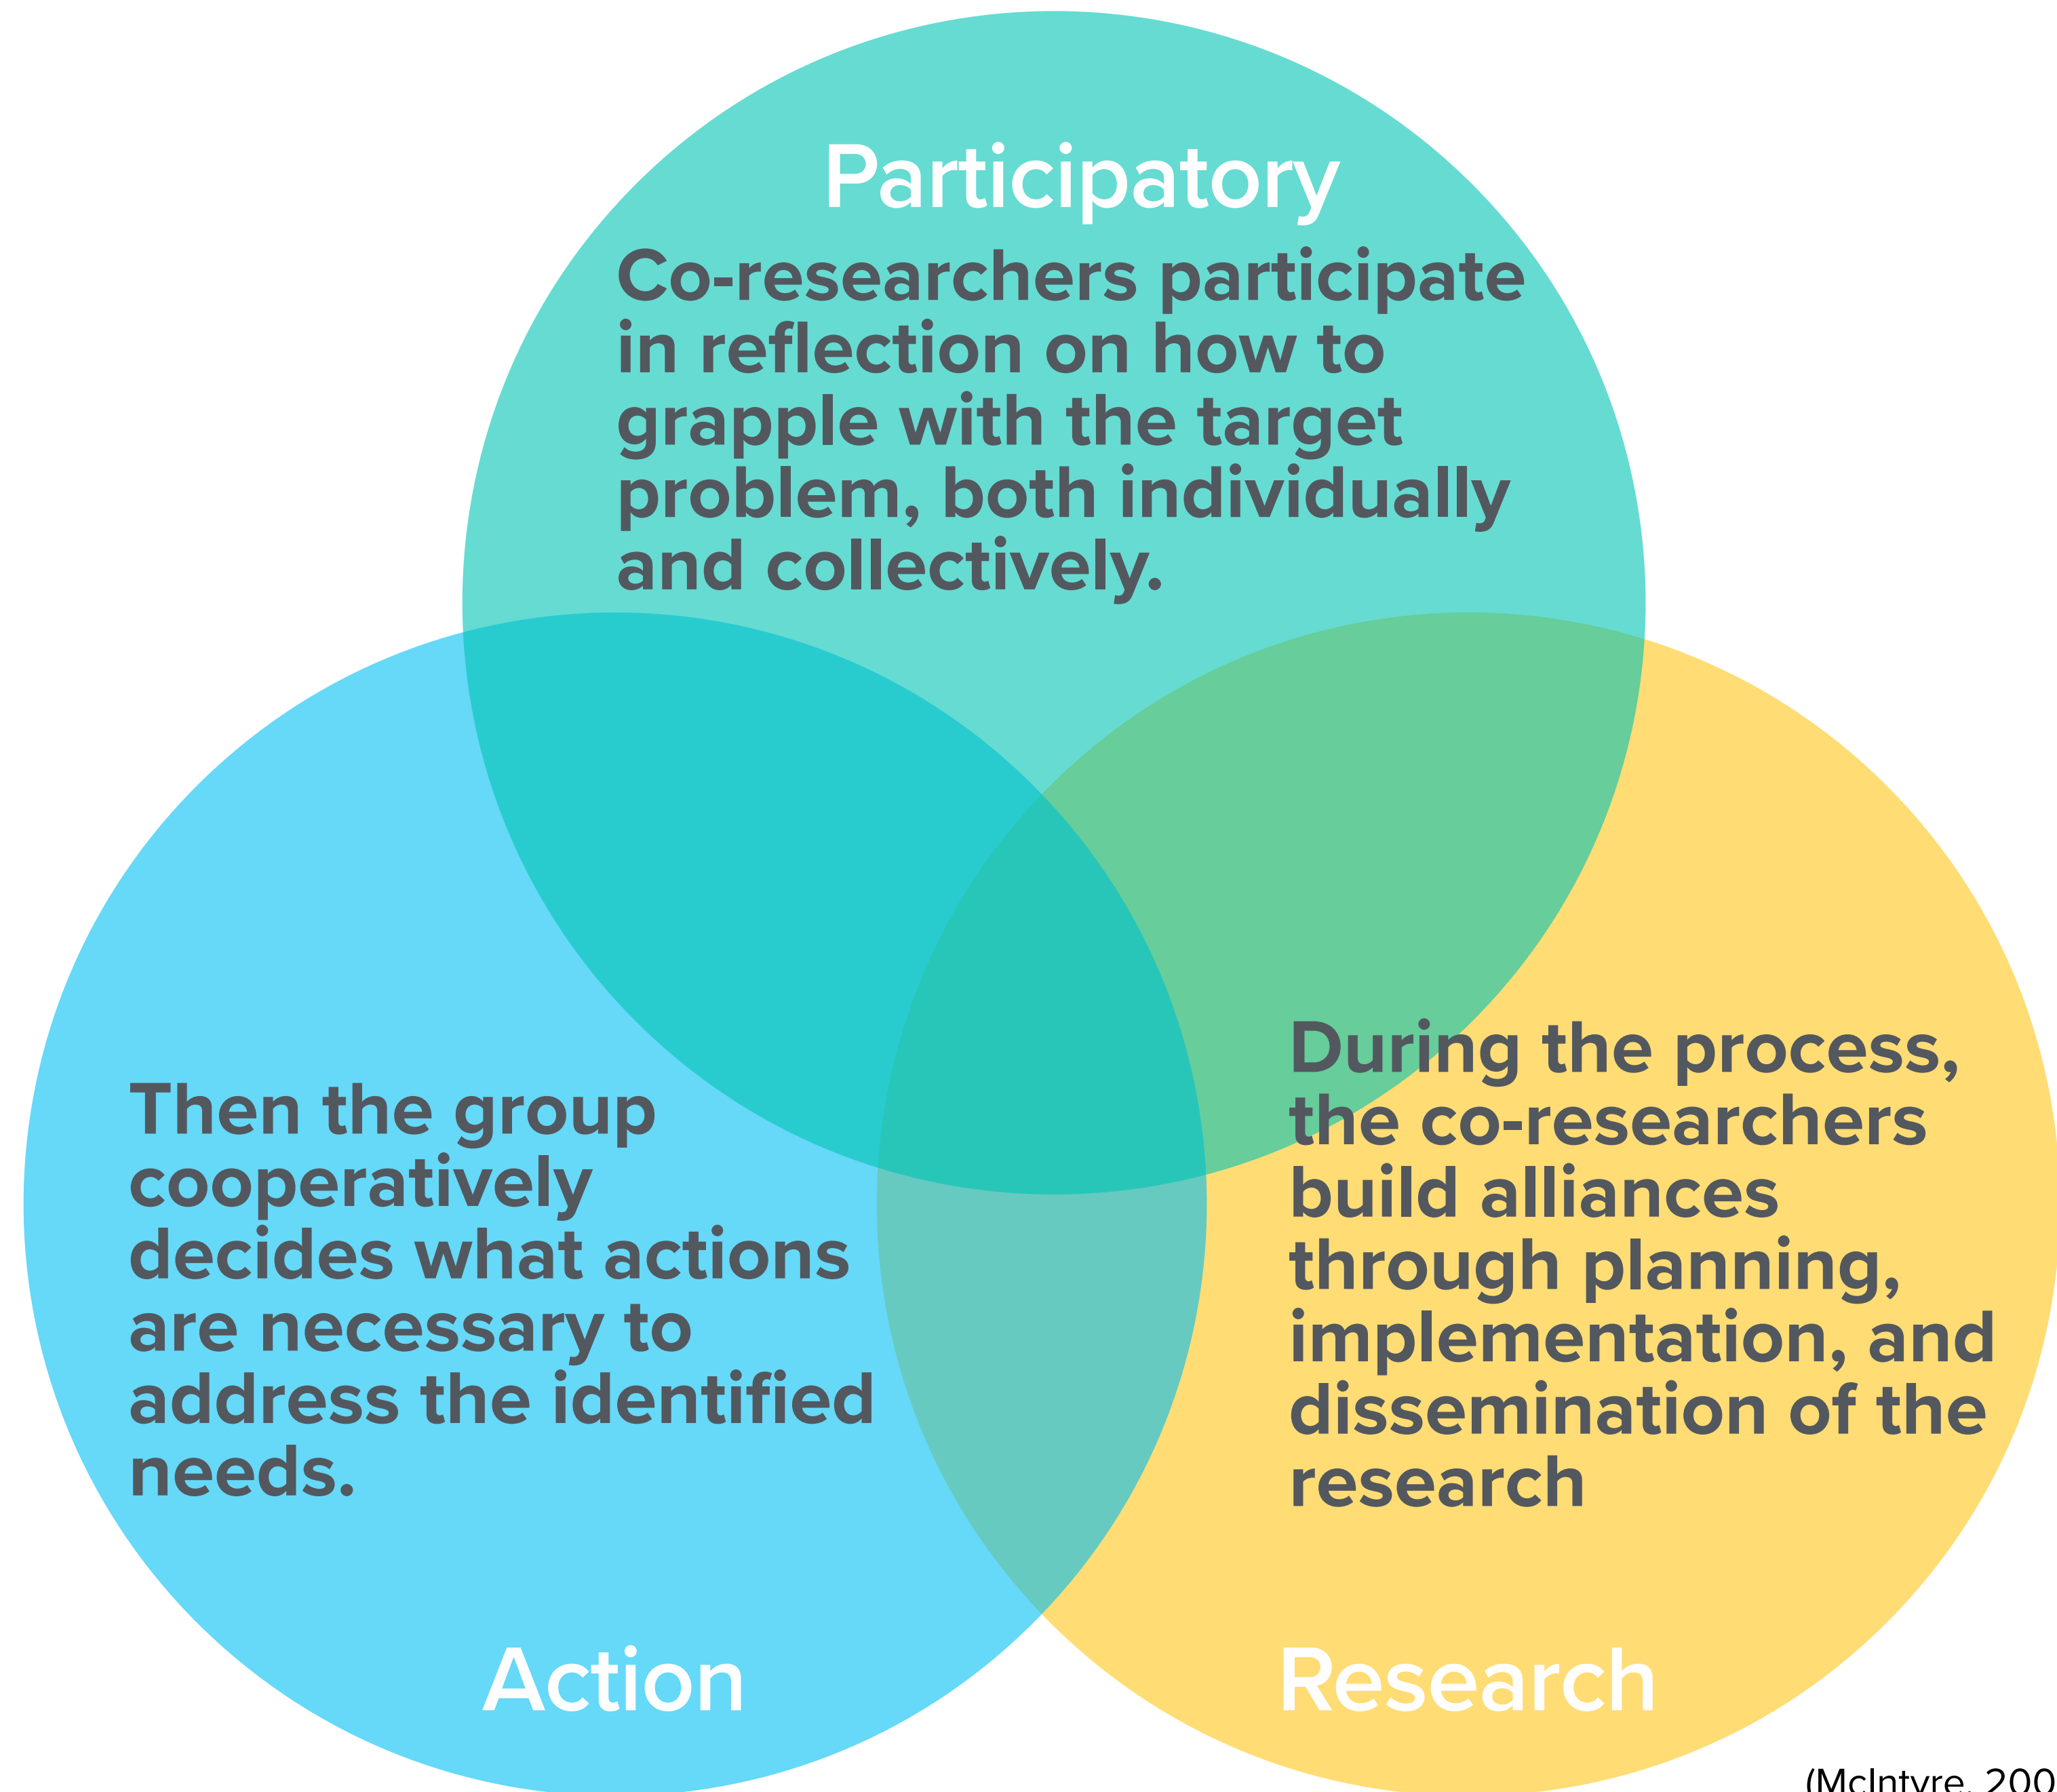 Participatory
Co-researchers participate
in reflection on how to
grapple with the target
problem, both individually
and collectively.
Then the group
cooperatively
decides what actions
are necessary to
address the identified
needs.
Action
During the process,
the co-researchers
build alliances
through planning,
implementation, and
dissemination of the
research
Research
(McIntyre, 200